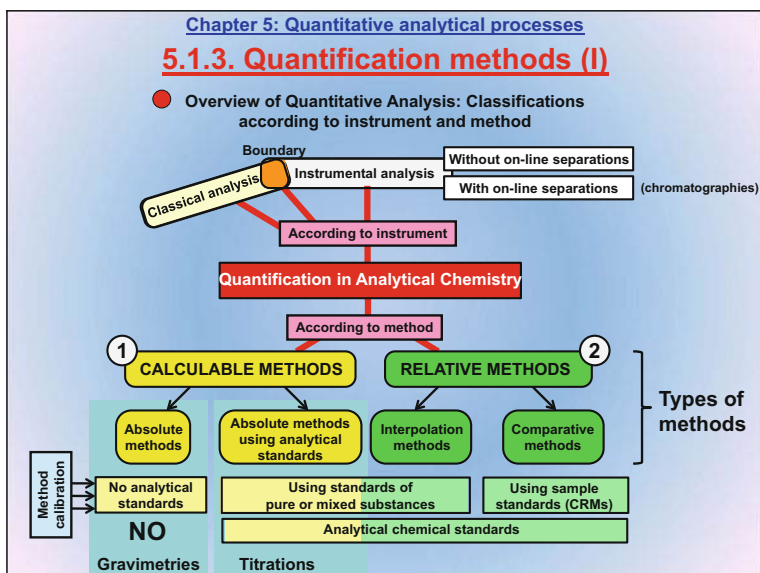 Chapter 5: Quantitative analytical processes
5.1.3. Quantification methods (I)
Overview of Quantitative Analysis: Classifications
according to instrument and method
Boundary
Classical analysis
Instrumental analysis
Without on-line separations
With on-line separations
(chromatographies)
According to instrument
Quantification in Analytical Chemistry
According to method
1
CALCULABLE METHODS
RELATIVE METHODS
2
Types of
methods
Absolute
methods
Absolute methods
using analytical
standards
Interpolation
methods
Comparative
methods
Method
calibration
No analytical
standards
Using standards of
pure or mixed substances
Using sample
standards (CRMs)
NO
Analytical chemical standards
Gravimetries
Titrations